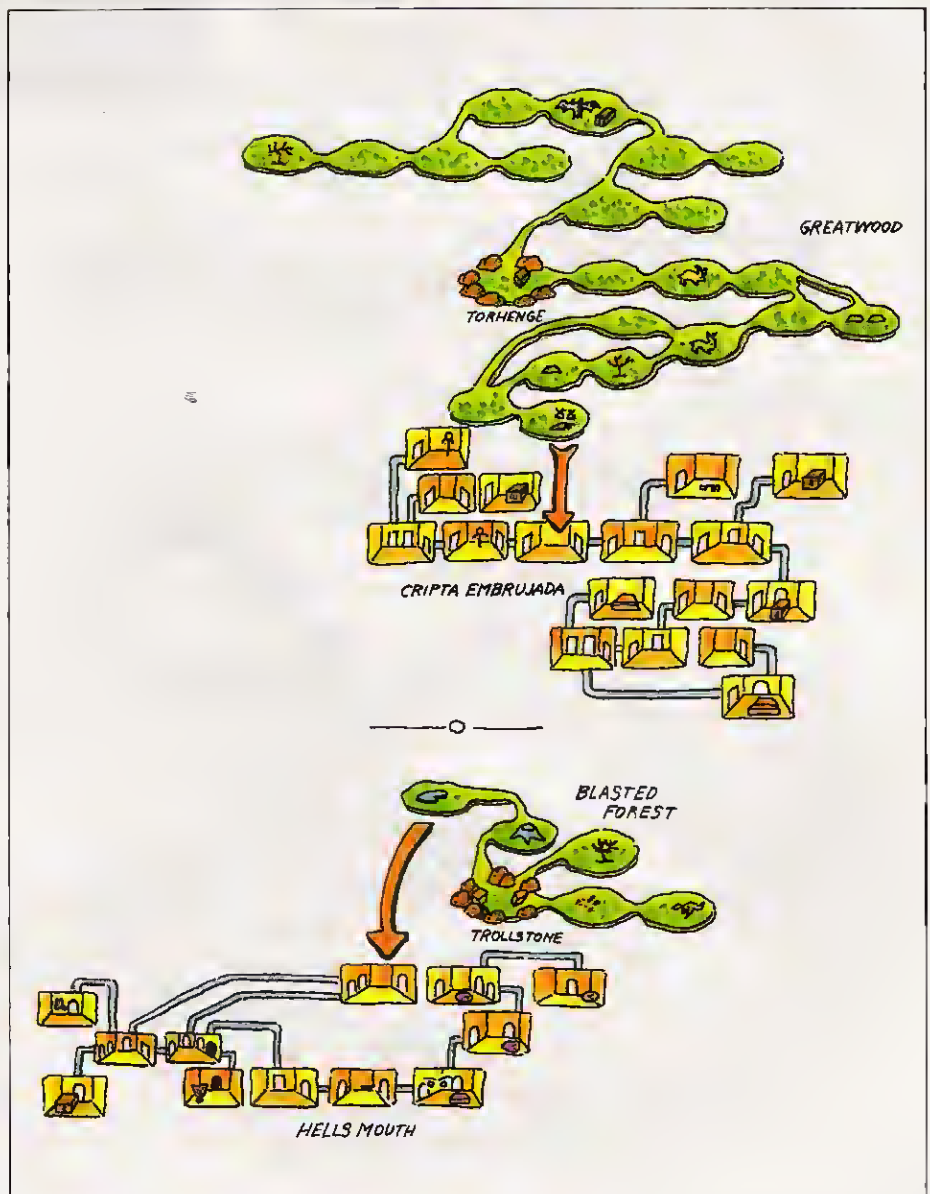 GREATWOOD
TORHENGE
CRIPTA EMBRUJADA
BLASTED
FOREST
TROLLSTONE
HELLS MOUTH